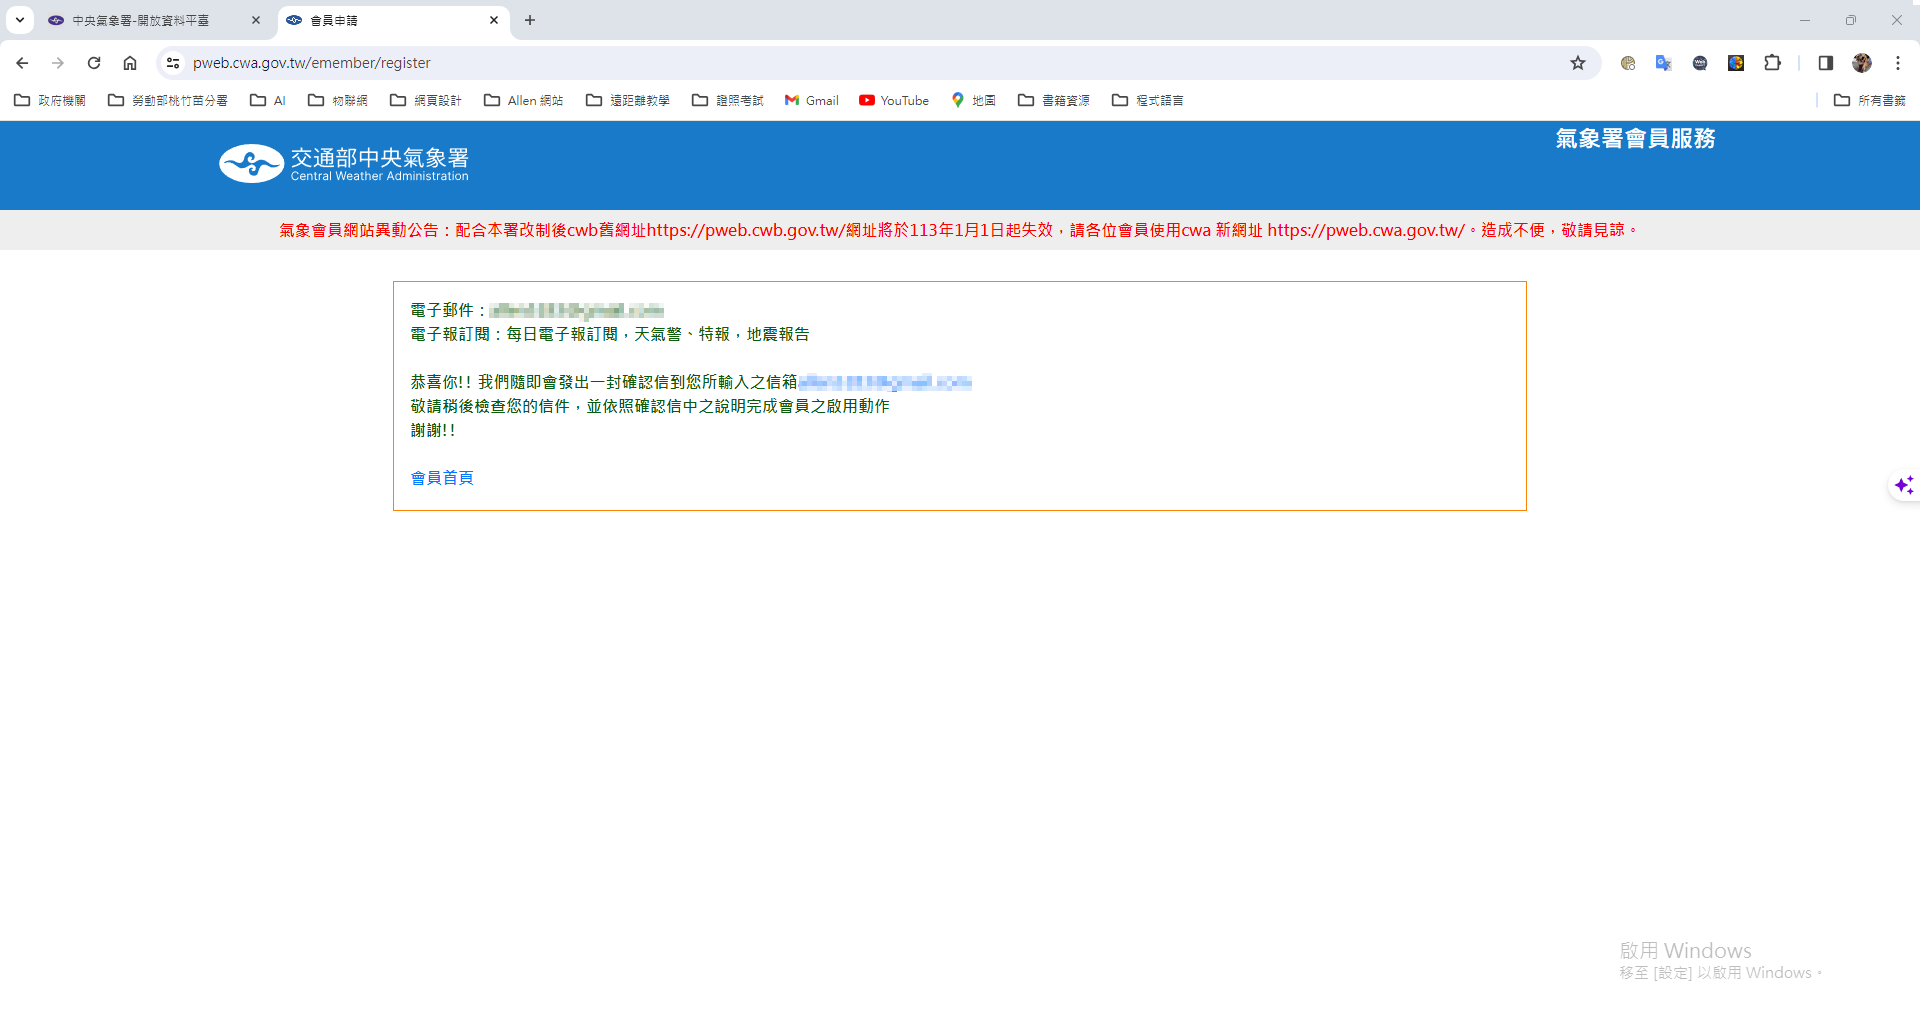 中央氣象署-開放資料平臺
會員申請
pweb.cwa.gov.tw/emember/register
政府機關
勞動部桃竹苗分署
AI
物聯網
網頁設計
Allen 網站
遠距離教學
證照考試
Gmail
YouTube
地圖
書籍資源
程式語言
所有書籤
交通部中央氣象署
Central Weather Administration
氣象署會員服務
氣象會員網站異動公告：配合本署改制後cwb舊網址https://pweb.cwb.gov.tw/網址將於113年1月1日起失效，請各位會員使用cwa 新網址 https://pweb.cwa.gov.tw/。造成不便，敬請見諒。
電子郵件：
電子報訂閱：每日電子報訂閱，天氣警、特報，地震報告
恭喜你!! 我們隨即會發出一封確認信到您所輸入之信箱
敬請稍後檢查您的信件，並依照確認信中之說明完成會員之啟用動作
謝謝!!
會員首頁
啟用 Windows
移至 [設定] 以啟用 Windows。